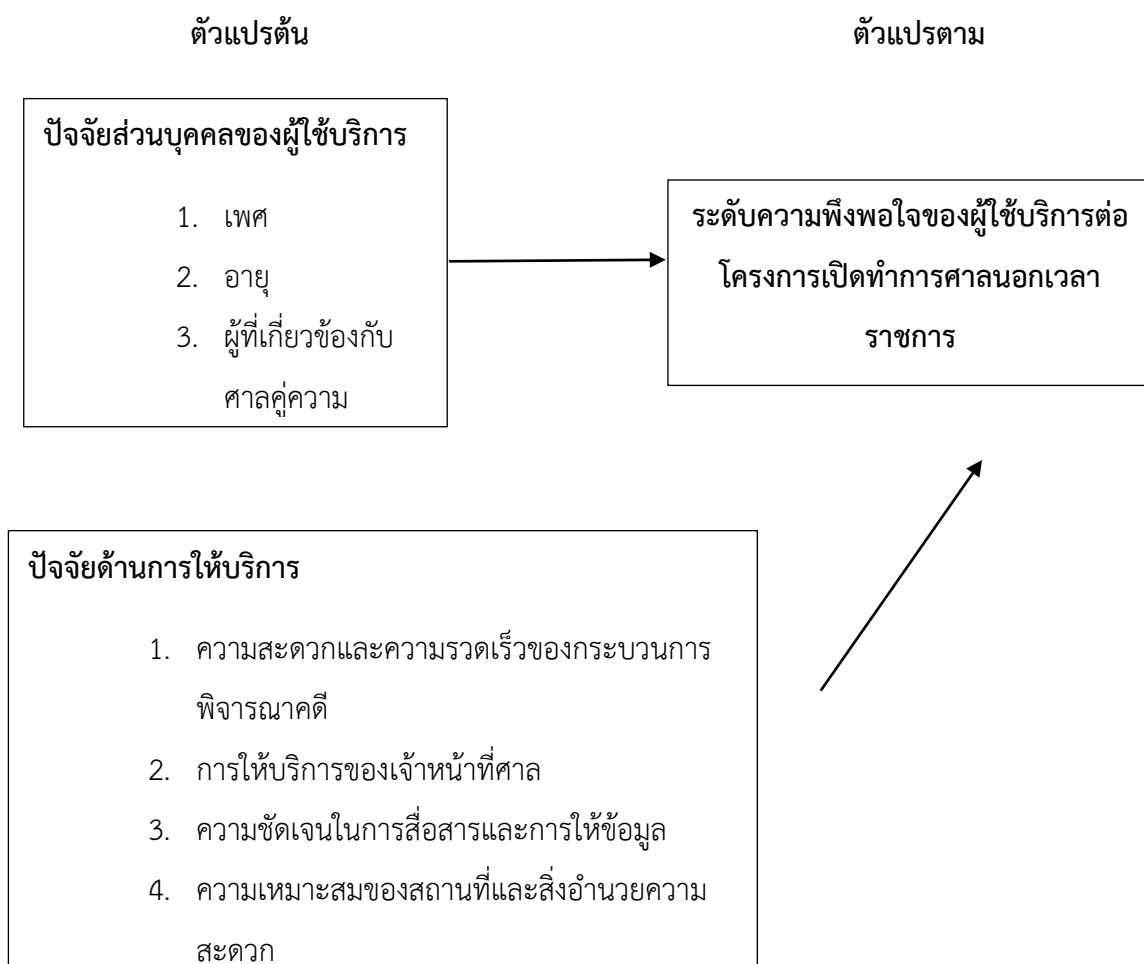 ตัวแปรต้น
ตัวแปรตาม
ปัจจัยส่วนบุคคลของผู้ใช้บริการ
1. เพศ
2. อายุ
3. ผู้ที่เกี่ยวข้องกับ
ศาลคู่ความ
ระดับความพึงพอใจของผู้ใช้บริการต่อ
โครงการเปิดทำการศาลนอกเวลา
ราชการ
ปัจจัยด้านการให้บริการ
1. ความสะดวกและความรวดเร็วของกระบวนการ
พิจารณาคดี
2. การให้บริการของเจ้าหน้าที่ศาล
3. ความชัดเจนในการสื่อสารและการให้ข้อมูล
4. ความเหมาะสมของสถานที่และสิ่งอำนวยความ
สะดวก